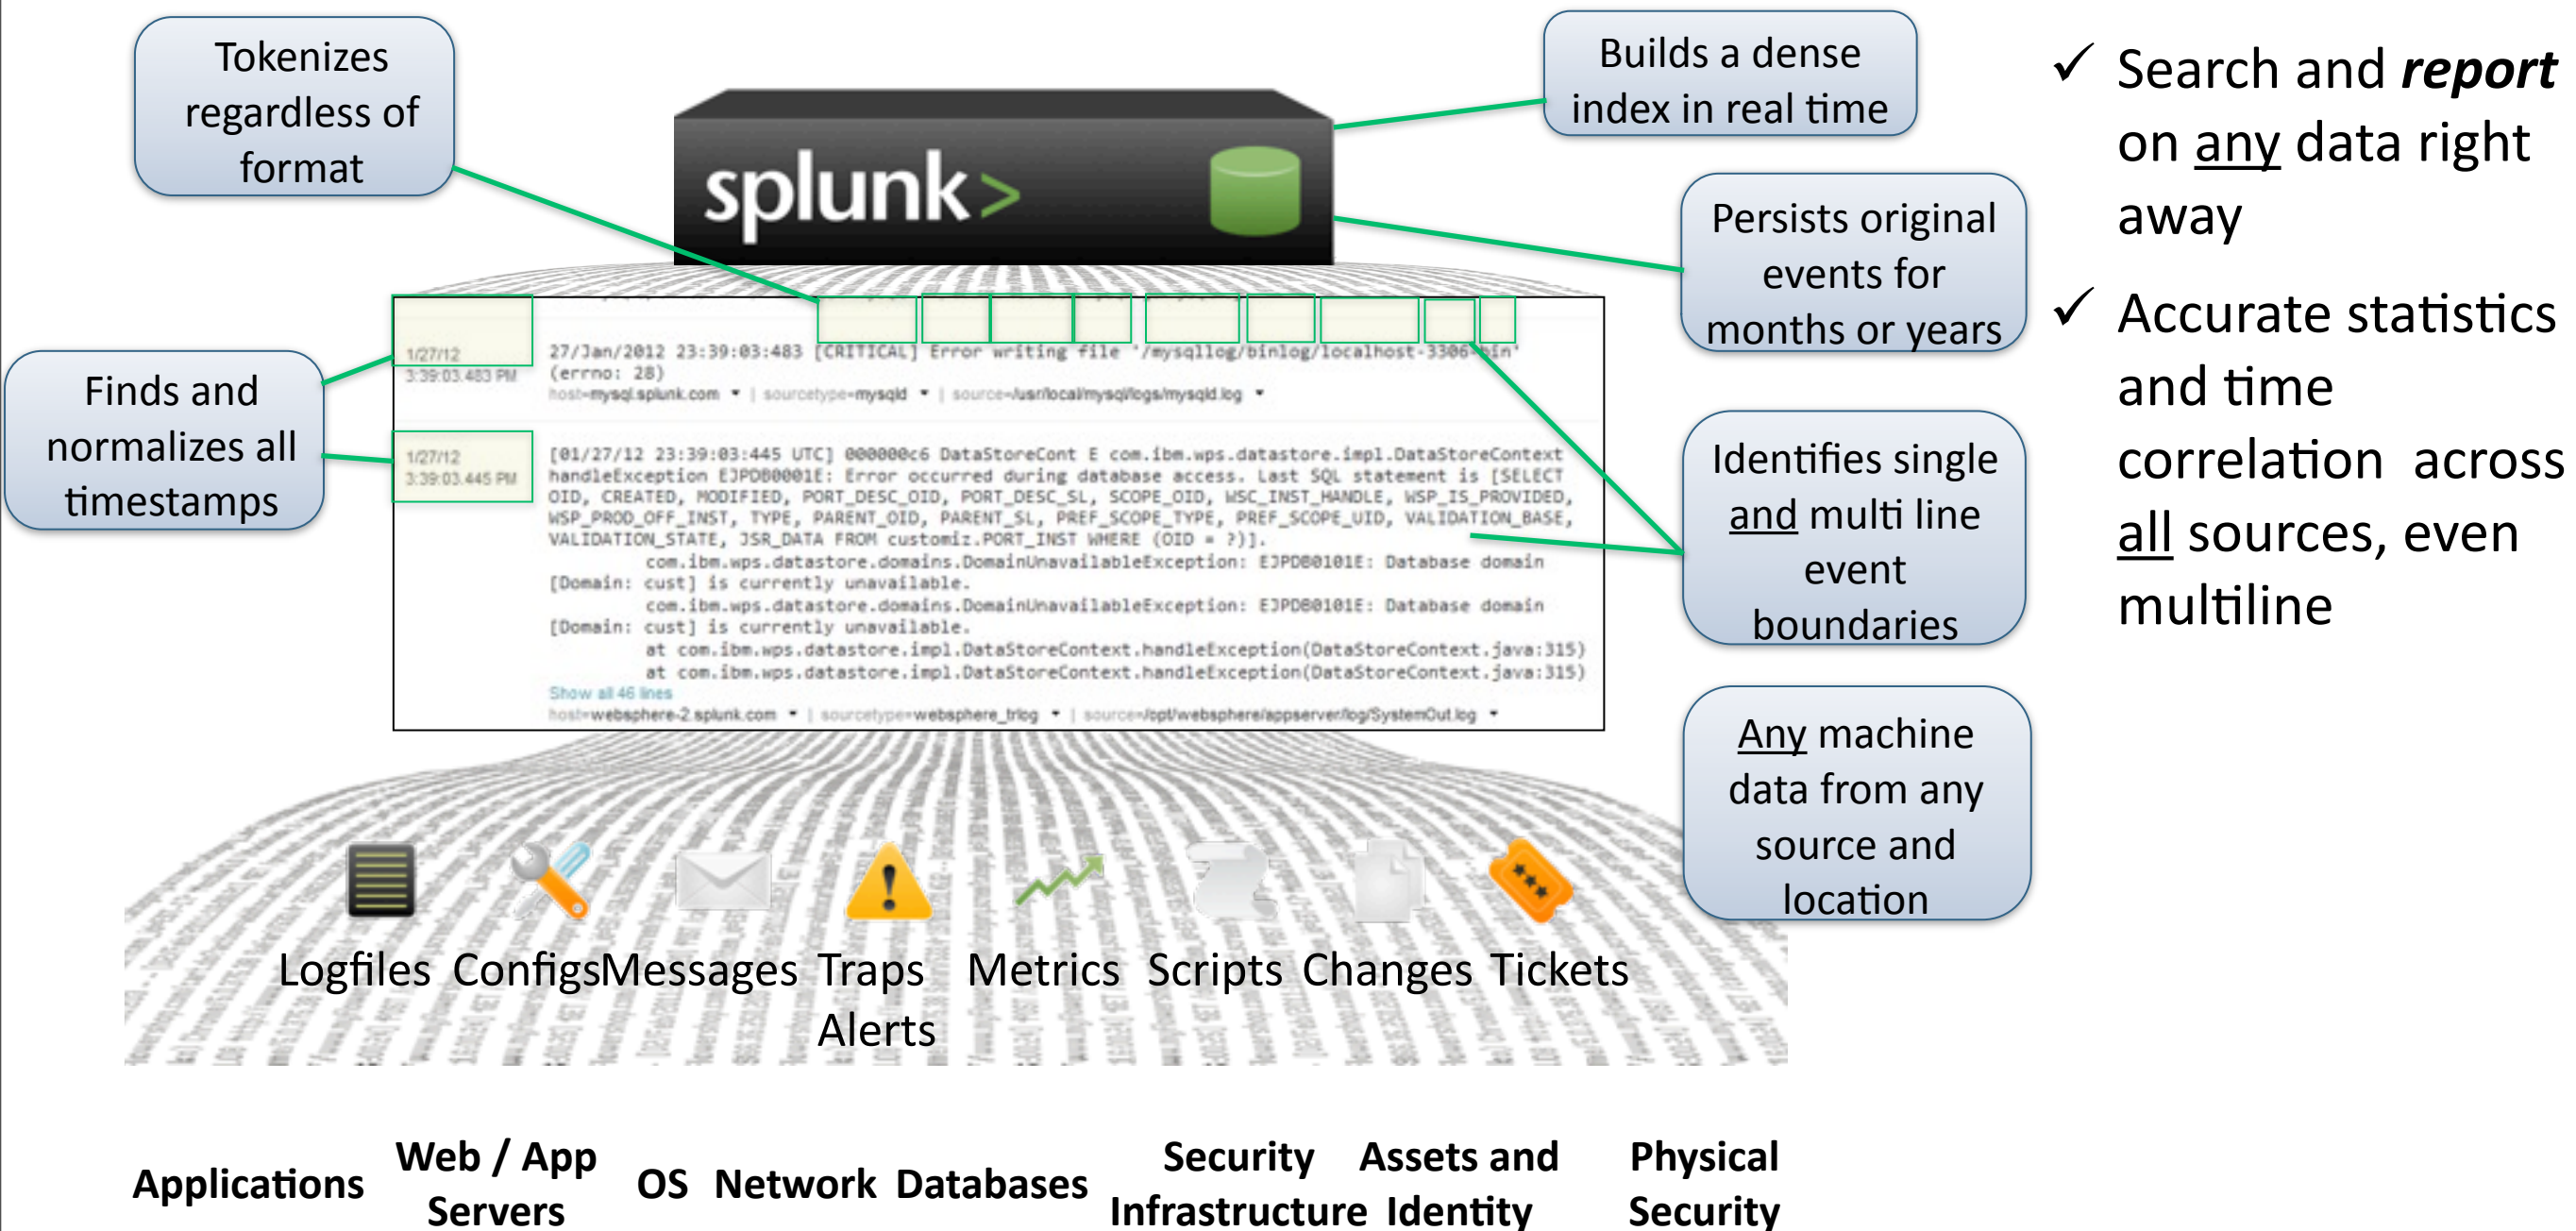 Tokenizes
regardless of
format
Builds a dense
index in real time
splunk>
Persists original
events for
months or years
Finds and
normalizes all
timestamps
1/27/12
3:39:03.483 PM
27/Jan/2012 23:39:03:483 [CRITICAL] Error writing file '/mysqllog/binlog/localhost-3306-bin'
(errno: 28)
host=mysql.splunk.com ▾ | sourcetype=mysqld ▾ | source=/usr/local/mysql/logs/mysqld.log ▾
1/27/12
3:39:03.445 PM
[01/27/12 23:39:03:445 UTC] 000000c6 DataStoreCont E com.ibm.wps.datastore.impl.DataStoreContext
handleException EJPDB0001E: Error occurred during database access. Last SQL statement is [SELECT
OID, CREATED, MODIFIED, PORT_DESC_OID, PORT_DESC_SL, SCOPE_OID, WSC_INST_HANDLE, WSP_IS_PROVIDED,
WSP_PROD_OFF_INST, TYPE, PARENT_OID, PARENT_SL, PREF_SCOPE_TYPE, PREF_SCOPE_UID, VALIDATION_BASE,
VALIDATION_STATE, JSR_DATA FROM customiz.PORT_INST WHERE (OID = ?)].
com.ibm.wps.datastore.domains.DomainUnavailableException: EJPDB0101E: Database domain
[Domain: cust] is currently unavailable.
com.ibm.wps.datastore.domains.DomainUnavailableException: EJPDB0101E: Database domain
[Domain: cust] is currently unavailable.
at com.ibm.wps.datastore.impl.DataStoreContext.handleException(DataStoreContext.java:315)
at com.ibm.wps.datastore.impl.DataStoreContext.handleException(DataStoreContext.java:315)
Show all 46 lines
host=websphere-2.splunk.com ▾ | sourcetype=websphere_trlog ▾ | source=/opt/websphere/appserver/log/SystemOut.log ▾
Identifies single
and multi line
event
boundaries
Any machine
data from any
source and
location
✓ Search and report
on any data right
away
✓ Accurate statistics
and time
correlation across
all sources, even
multiline
Logfiles Configs Messages Traps Metrics Scripts Changes Tickets
Alerts
Applications
Web / App
Servers
OS
Network
Databases
Security
Infrastructure
Assets and
Identity
Physical
Security